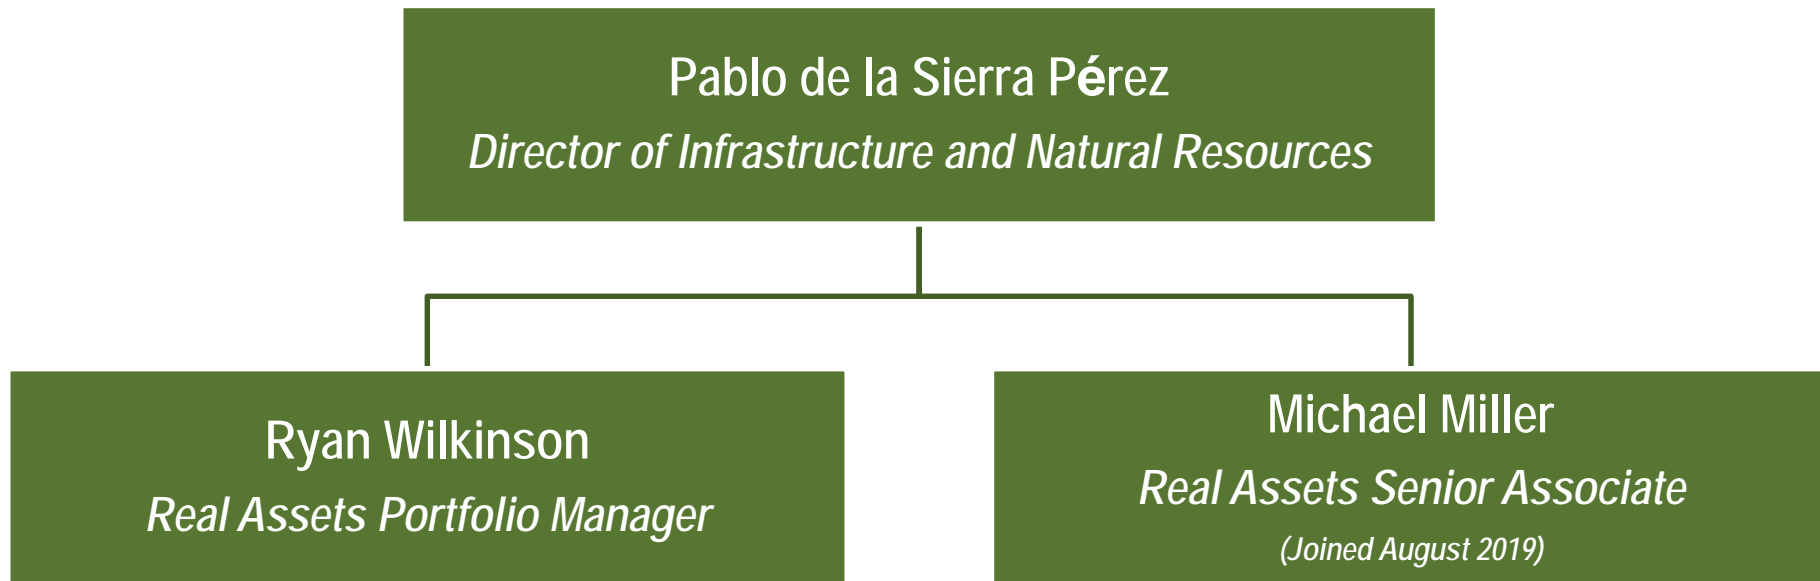 Pablo de la Sierra Pérez
Director of Infrastructure and Natural Resources
Ryan Wilkinson
Real Assets Portfolio Manager
Michael Miller
Real Assets Senior Associate
(Joined August 2019)